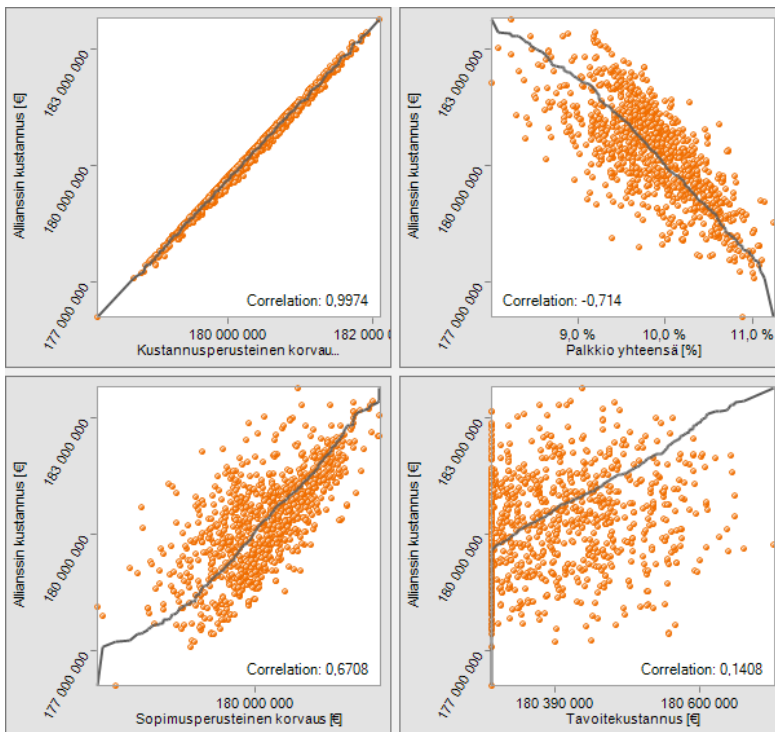 Allianssin kustannus [€]
183 000 000
180 000 000
177 000 000
Correlation: 0,9974
180 000 000
182 000 0
Kustannusperusteinen korvau...
Allianssin kustannus [€]
183 000 000
180 000 000
177 000 000
Correlation: -0,714
9,0 %
10,0 %
11,0 %
Palkkio yhteensä [%]
Allianssin kustannus [€]
183 000 000
180 000 000
177 000 000
Correlation: 0,6708
180 000 000
Sopimusperusteinen korvaus [€]
Allianssin kustannus [€]
183 000 000
180 000 000
177 000 000
Correlation: 0,1408
180 390 000
180 600 000
Tavoitekustannus [€]